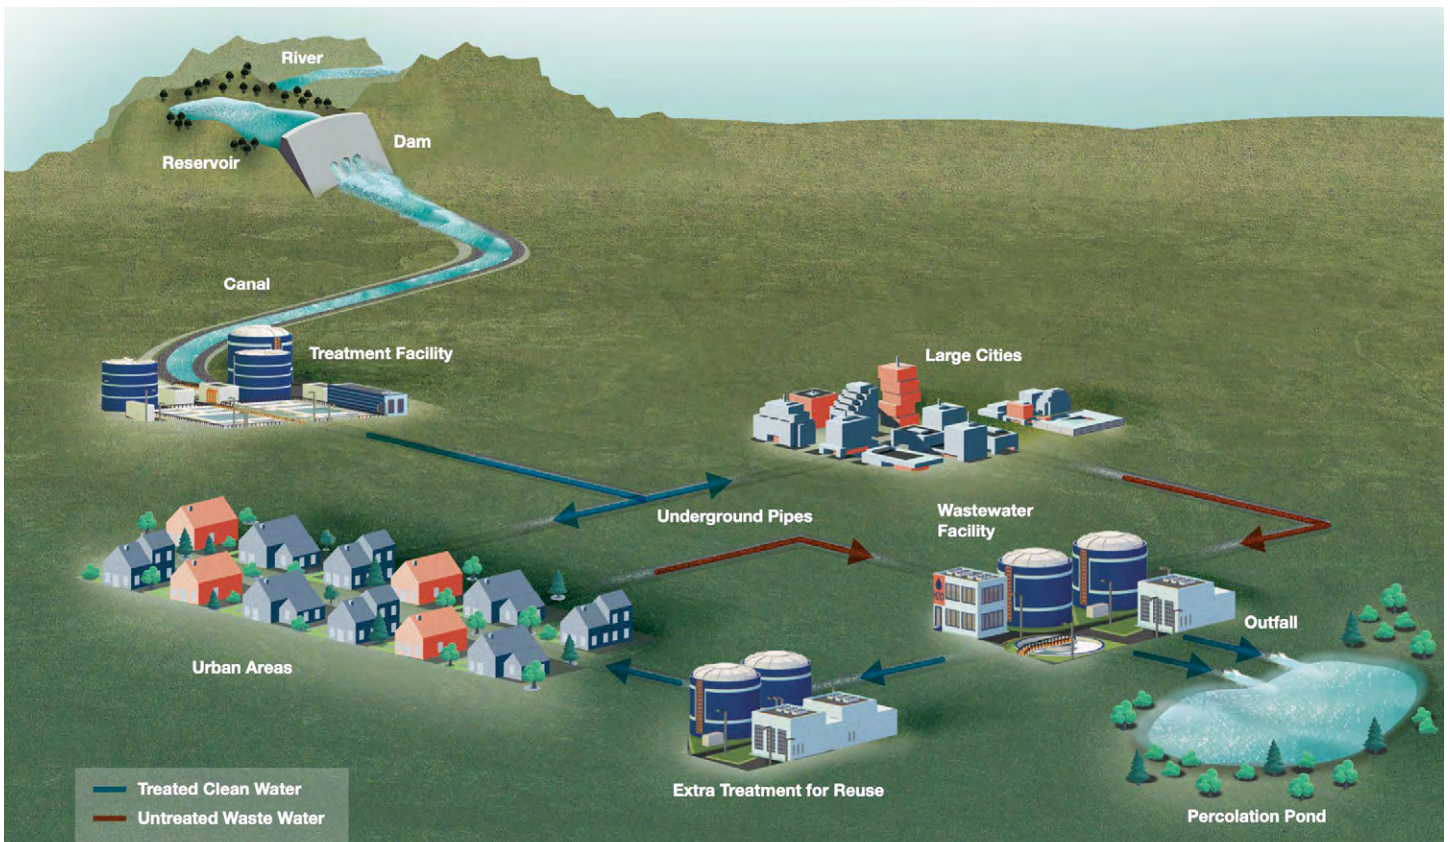 River
Dam
Reservoir
Canal
Treatment Facility
Large Cities
Underground Pipes
Wastewater
Facility
Outfall
Urban Areas
Extra Treatment for Reuse
Percolation Pond
Treated Clean Water
Untreated Waste Water